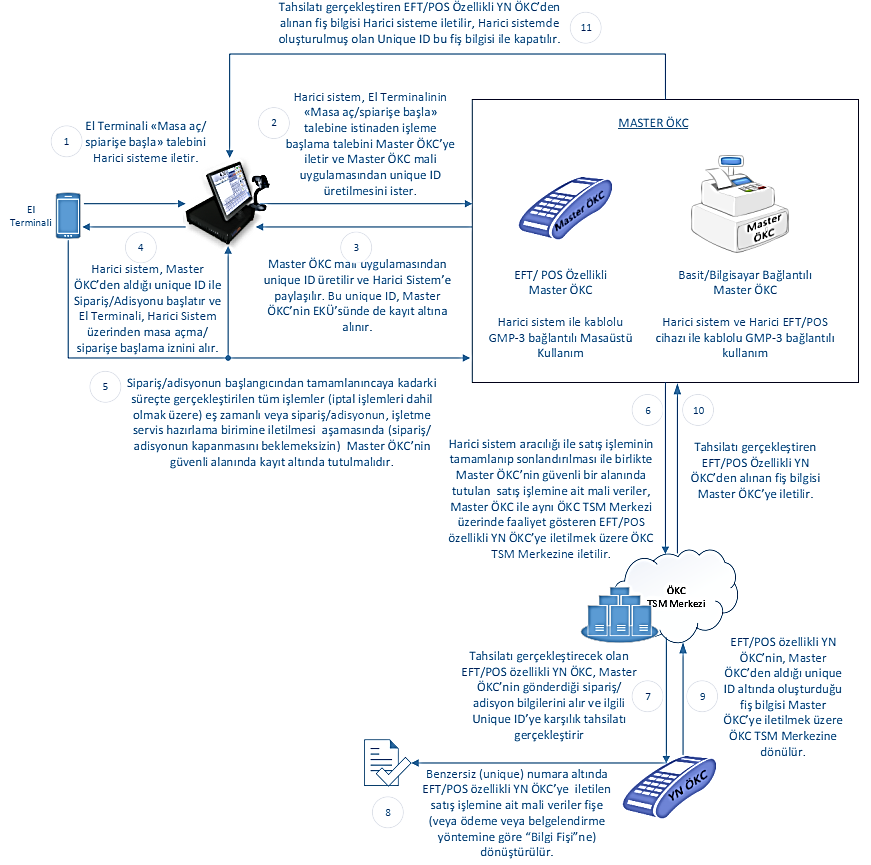 Tahsilatı gerçekleştiren EFT/POS Özellikli YN ÖKC'den
alınan fiş bilgisi Harici sisteme iletilir, Harici sistemde
oluşturulmuş olan Unique ID bu fiş bilgisi ile kapatılır.
11
1
El Terminali «Masa aç/
spiarişe başla» talebini
Harici sisteme iletir.
2
Harici sistem, El Terminalinin
«Masa aç/spiarişe başla»
talebine istinaden işleme
başlama talebini Master ÖKC'ye
iletir ve Master ÖKC mali
uygulamasından unique ID
üretilmesini ister.
MASTER ÖKC
Master ÖKC
Master
ÖKC
El
Terminali
EFT/ POS Özellikli
Master ÖKC
Harici sistem ile kablolu
GMP-3 bağlantılı Masaüstü
Kullanım
Basit/Bilgisayar Bağlantılı
Master ÖKC
Harici sistem ve Harici EFT/POS
cihazı ile kablolu GMP-3 bağlantılı
kullanım
4
Harici sistem, Master
ÖKC'den aldığı unique ID ile
Sipariş/Adisyonu başlatır ve
El Terminali, Harici Sistem
üzerinden masa açma/
siparişe başlama iznini alır.
3
Master ÖKC mali uygulamasından
unique ID üretilir ve Harici Sistem'e
paylaşılır. Bu unique ID, Master
ÖKC'nin EKÜ'sünde de kayıt altına
alınır.
5
Sipariş/adisyonun başlangıcından tamamlanıncaya kadarki
süreçte gerçekleştirilen tüm işlemler (iptal işlemleri dahil
olmak üzere) eş zamanlı veya sipariş/adisyonun, işletme
servis hazırlama birimine iletilmesi aşamasında (sipariş/
adisyonun kapanmasını beklemeksizin) Master ÖKC'nin
güvenli alanında kayıt altında tutulmalıdır.
6
Harici sistem aracılığı ile satış işleminin
tamamlanıp sonlandırılması ile birlikte
Master ÖKC'nin güvenli bir alanında
tutulan satış işlemine ait mali veriler,
Master ÖKC ile aynı ÖKC TSM Merkezi
üzerinde faaliyet gösteren EFT/POS
özellikli YN ÖKC'ye iletilmek üzere ÖKC
TSM Merkezine iletilir.
10
Tahsilatı gerçekleştiren
EFT/POS Özellikli YN
ÖKC'den alınan fiş bilgisi
Master ÖKC'ye iletilir.
ÖKC
TSM Merkezi
Tahsilatı gerçekleştirecek olan
EFT/POS özellikli YN ÖKC, Master
ÖKC'nin gönderdiği sipariş/
adisyon bilgilerini alır ve ilgili
Unique ID'ye karşılık tahsilatı
gerçekleştirir
7
9
EFT/POS özellikli YN
ÖKC'nin, Master
ÖKC'den aldığı unique
ID altında oluşturduğu
fiş bilgisi Master
ÖKC'ye iletilmek üzere
ÖKC TSM Merkezine
dönülür.
8
Benzersiz (unique) numara altında
EFT/POS özellikli YN ÖKC'ye iletilen
satış işlemine ait mali veriler fişe
(veya ödeme veya belgelendirme
yöntemine göre "Bilgi Fişi"ne)
dönüştürülür.
YN ÖKC